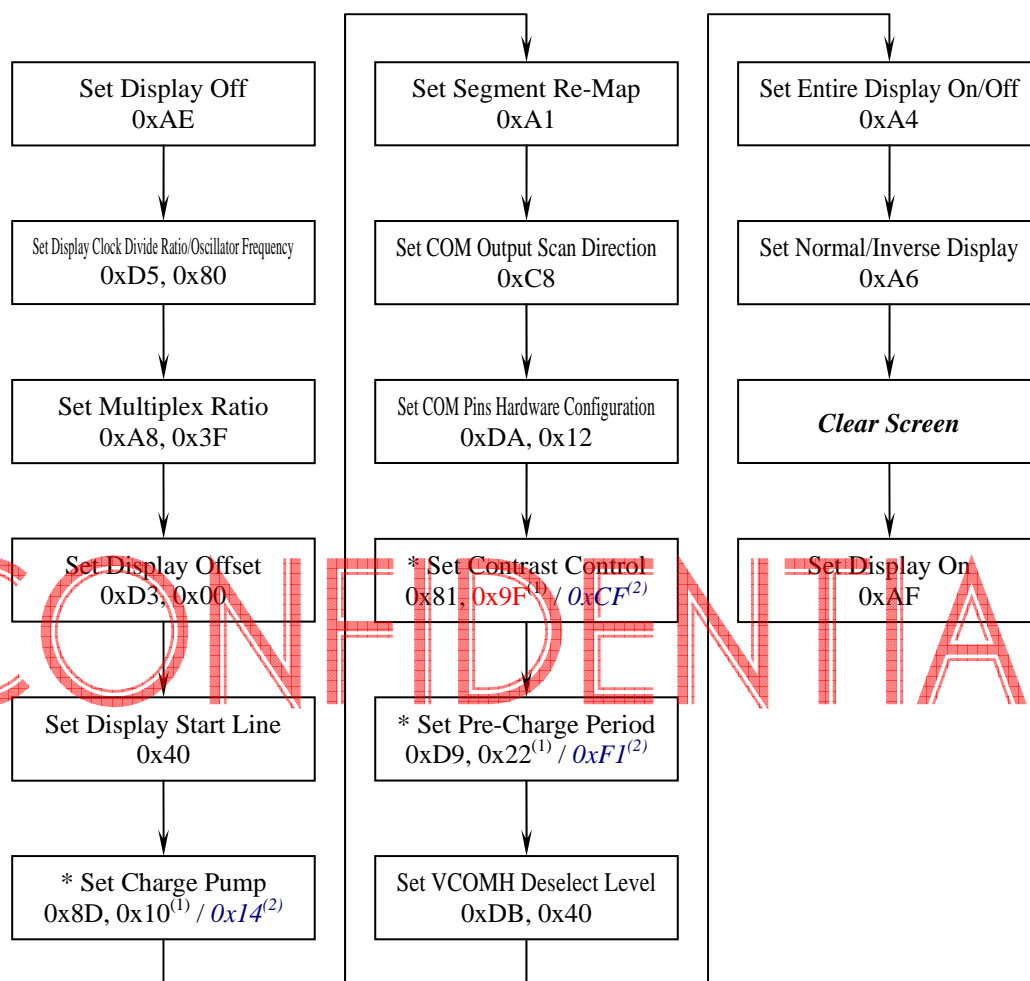 Set Display Off
0xAE
Set Display Clock Divide Ratio/Oscillator Frequency
0xD5, 0x80
Set Multiplex Ratio
0xA8, 0x3F
Set Display Offset
0xD3, 0x00
Set Display Start Line
0x40
* Set Charge Pump
0x8D, 0x10(1) / 0x14(2)
Set Segment Re-Map
0xA1
Set COM Output Scan Direction
0xC8
Set COM Pins Hardware Configuration
0xDA, 0x12
* Set Contrast Control
0x81, 0x9F(1) / 0xCF(2)
* Set Pre-Charge Period
0xD9, 0x22(1) / 0xF1(2)
Set VCOMH Deselect Level
0xDB, 0x40
Set Entire Display On/Off
0xA4
Set Normal/Inverse Display
0xA6
Clear Screen
Set Display On
0xAF
CONFIDENTIA